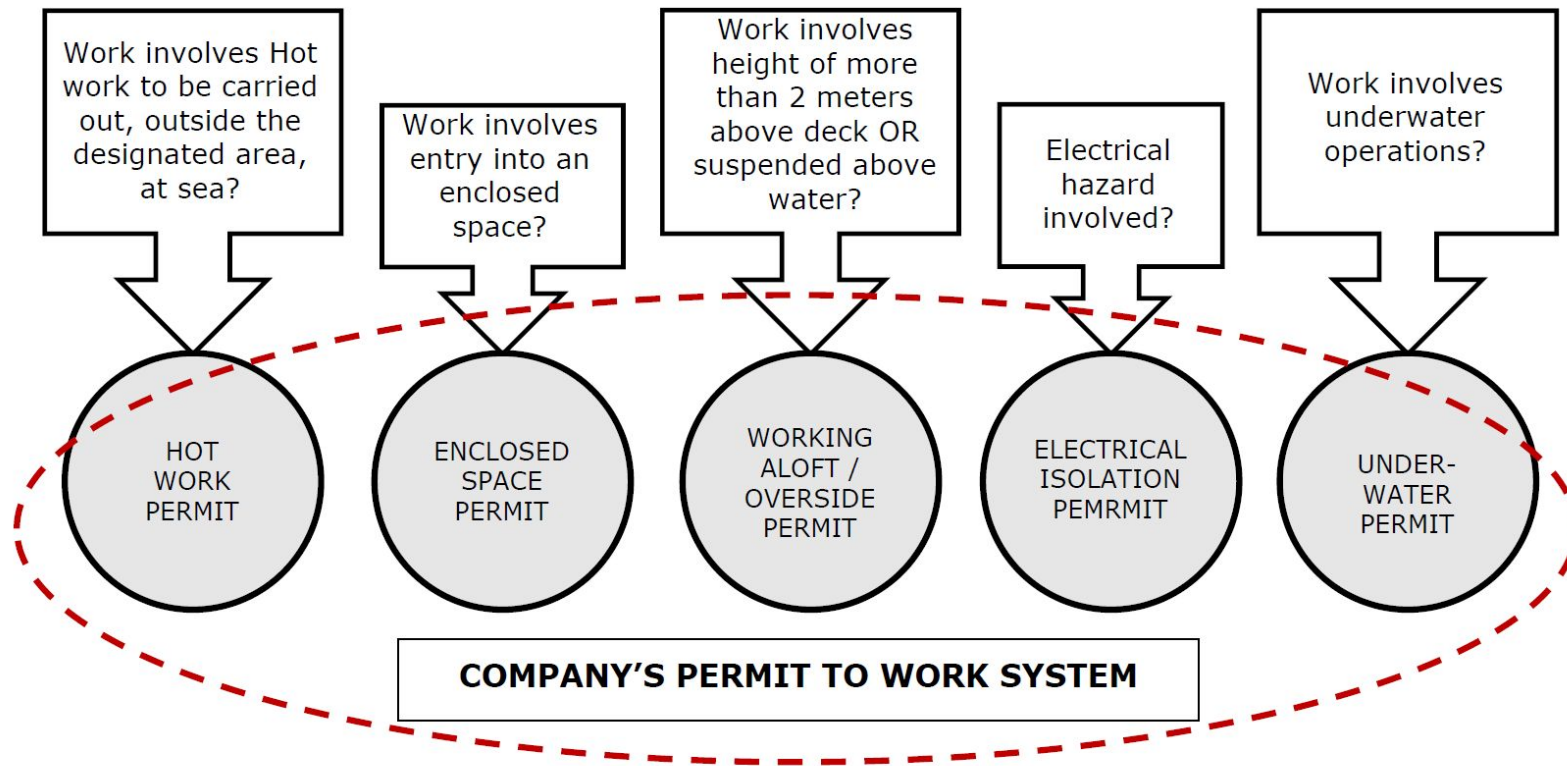 Work involves Hot
work to be carried
out, outside the
designated area,
at sea?
Work involves
entry into an
enclosed
space?
Work involves
height of more
than 2 meters
above deck OR
suspended above
water?
Electrical
hazard
involved?
Work involves
underwater
operations?
HOT
WORK
PERMIT
ENCLOSED
SPACE
PERMIT
WORKING
ALOFT /
OVERSIDE
PERMIT
ELECTRICAL
ISOLATION
PEMRMIT
UNDER-
WATER
PERMIT
COMPANY’S PERMIT TO WORK SYSTEM